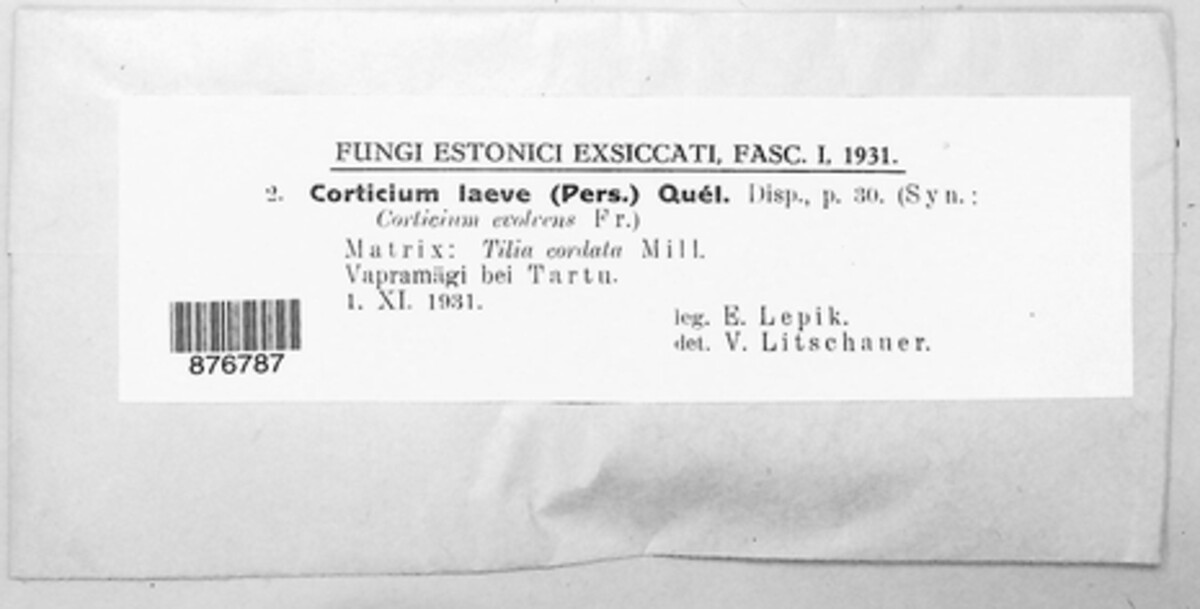 FUNGI ESTONICI EXSICCATI, FASC. I, 1931.
2. Corticium laeve (Pers.) Quél. Disp., p. 30. (Syn.:
Corticium evolvens Fr.)
Matrix: Tilia cordata Mill.
Vapramägi bei Tartu.
1. XI. 1931.
leg. E. Lepik.
det. V. Litschauer.
876787